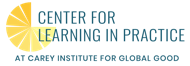 CENTER FOR
LEARNING IN PRACTICE
AT CAREY INSTITUTE FOR GLOBAL GOOD